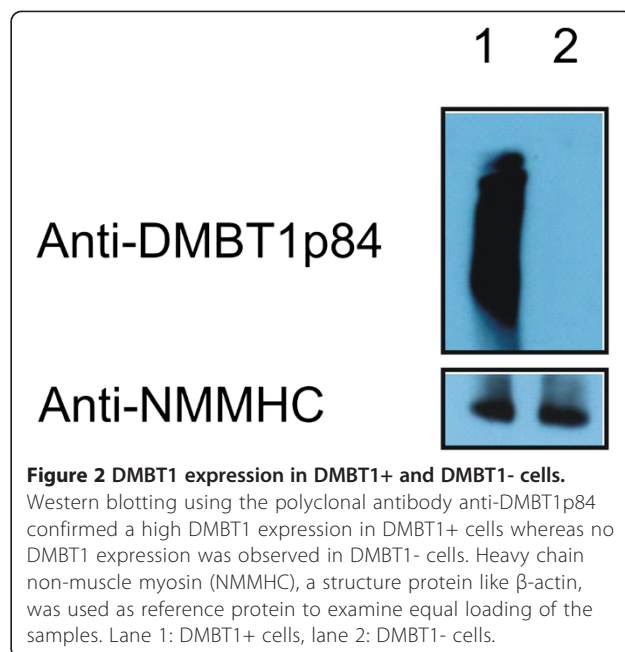 1 2
Anti-DMBT1p84
Anti-NMMHC
Figure 2 DMBT1 expression in DMBT1+ and DMBT1- cells.
Western blotting using the polyclonal antibody anti-DMBT1p84
confirmed a high DMBT1 expression in DMBT1+ cells whereas no
DMBT1 expression was observed in DMBT1- cells. Heavy chain
non-muscle myosin (NMMHC), a structure protein like β-actin,
was used as reference protein to examine equal loading of the
samples. Lane 1: DMBT1+ cells, lane 2: DMBT1- cells.